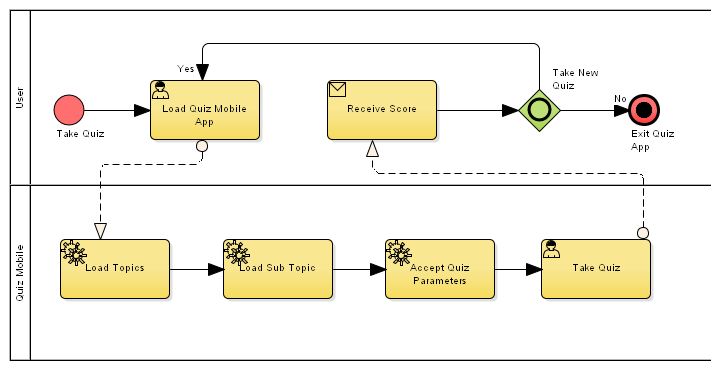 User
Take Quiz
Yes
Load Quiz Mobile
App
Receive Score
Take New
Quiz
No
Exit Quiz
App
Quiz Mobile
Load Topics
Load Sub Topic
Accept Quiz
Parameters
Take Quiz